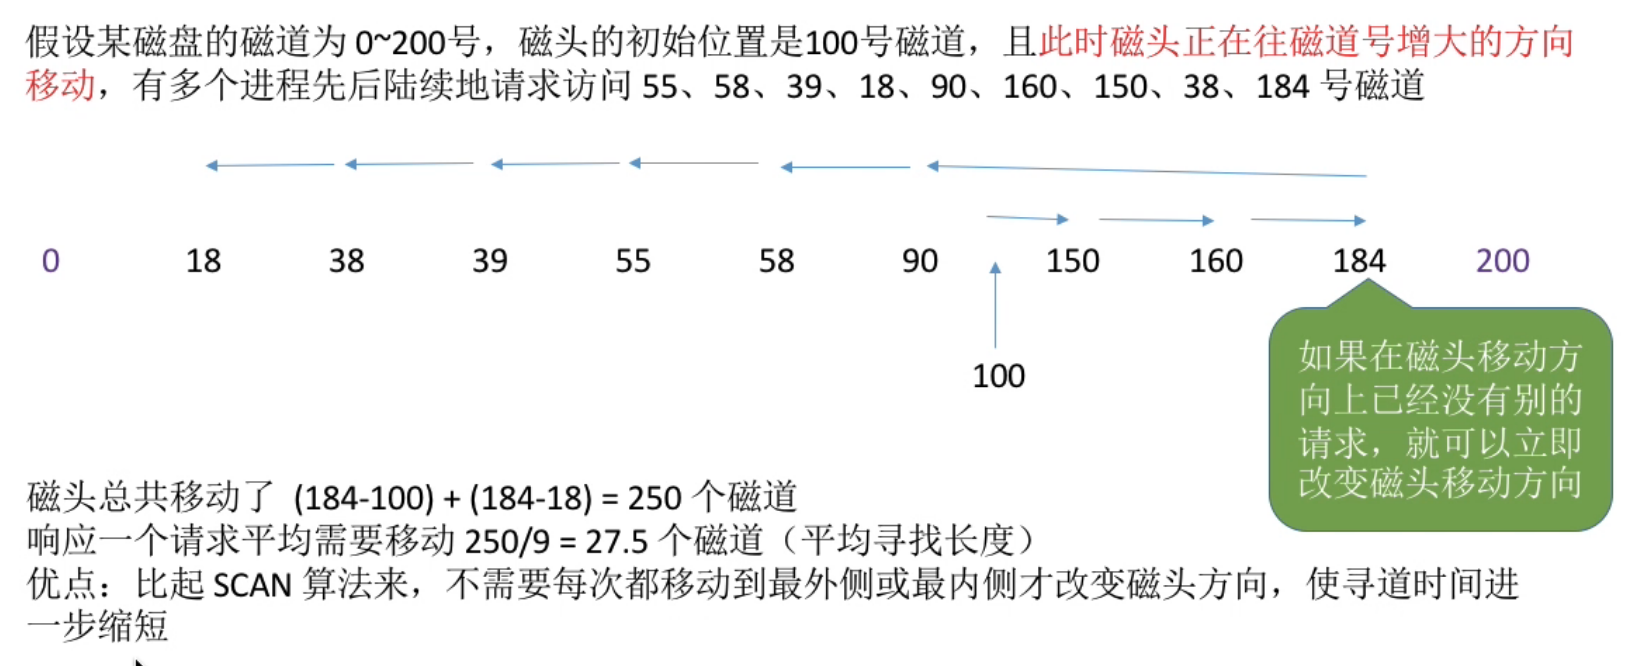 假设某磁盘的磁道为 0~200号，磁头的初始位置是100号磁道，且此时磁头正在往磁道号增大的方向
移动，有多个进程先后陆续地请求访问 55、58、39、18、90、160、150、38、184 号磁道
0 18 38 39 55 58 90 150 160 184 200
100
如果在磁头移动方
向上已经没有别的
请求，就可以立即
改变磁头移动方向
磁头总共移动了 (184-100) + (184-18) = 250 个磁道
响应一个请求平均需要移动 250/9 = 27.5 个磁道（平均寻找长度）
优点：比起 SCAN 算法来，不需要每次都移动到最外侧或最内侧才改变磁头方向，使寻道时间进
一步缩短